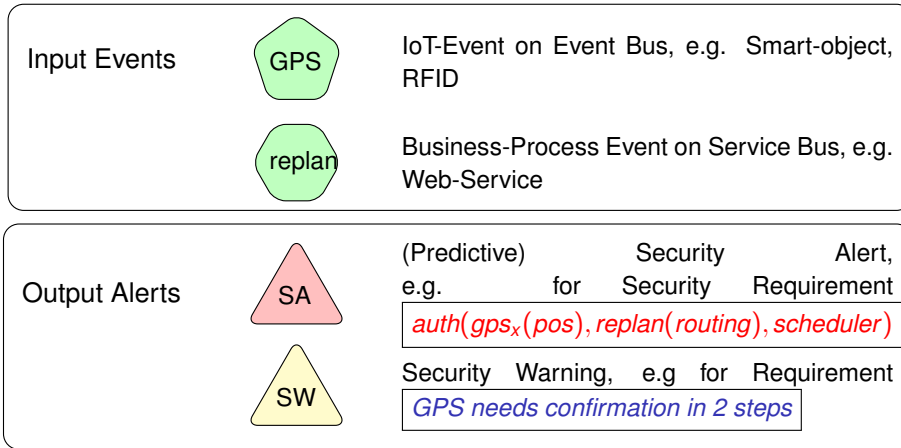 Input Events
GPS
IoT-Event on Event Bus, e.g. Smart-object,
RFID
replan
Business-Process Event on Service Bus, e.g.
Web-Service
Output Alerts
SA
(Predictive) Security Alert,
e.g. for Security Requirement
auth(gpsₓ(pos), replan(routing), scheduler)
SW
Security Warning, e.g for Requirement
GPS needs confirmation in 2 steps